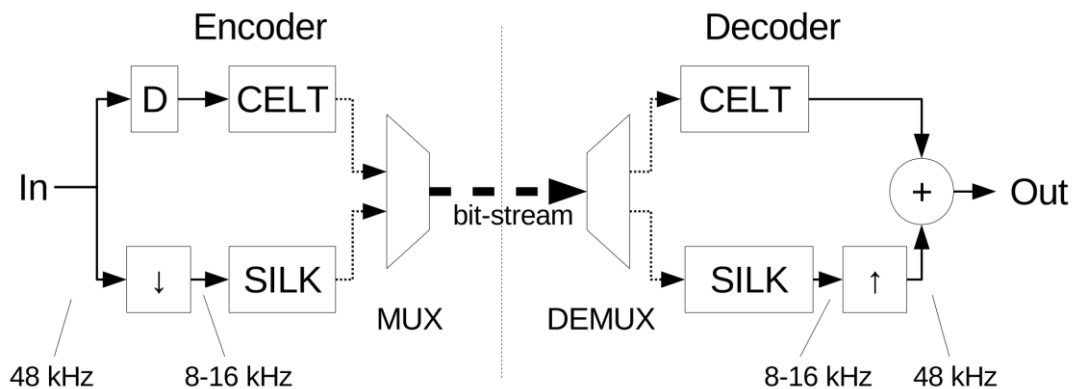 Encoder
Decoder
D
CELT
CELT
In
bit-stream
+
Out
↓
SILK
SILK
↑
MUX
DEMUX
48 kHz
8-16 kHz
8-16 kHz
48 kHz